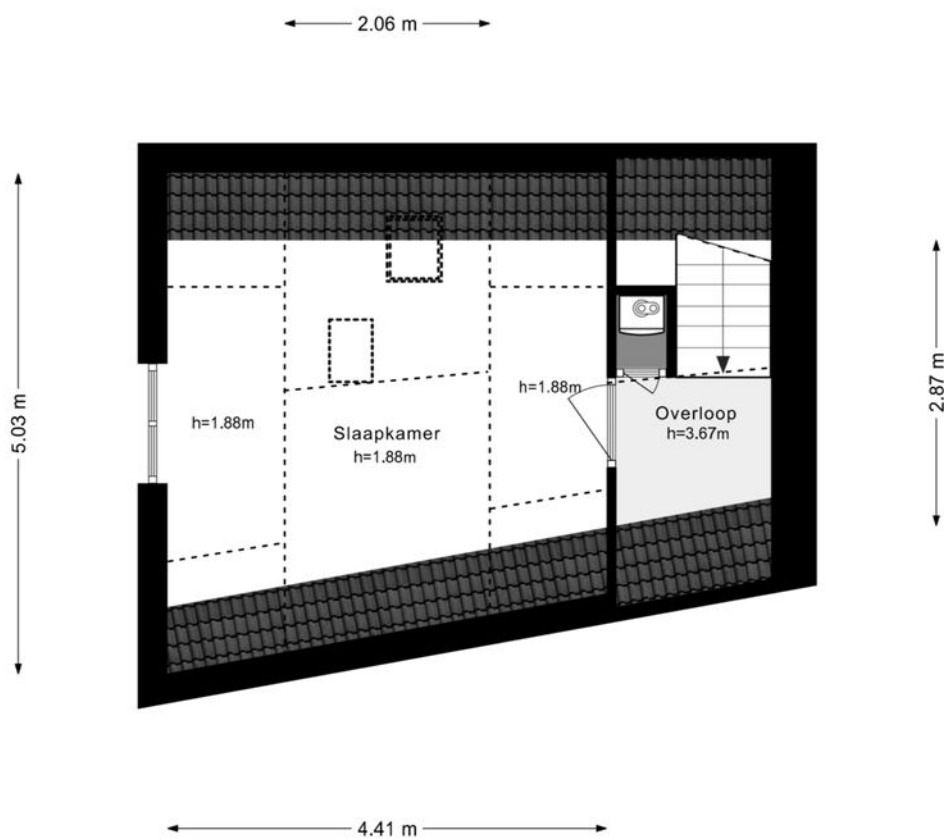 2.06 m
5.03 m
2.87 m
h=1.88m
h=1.88m
Slaapkamer
h=1.88m
Overloop
h=3.67m
4.41 m